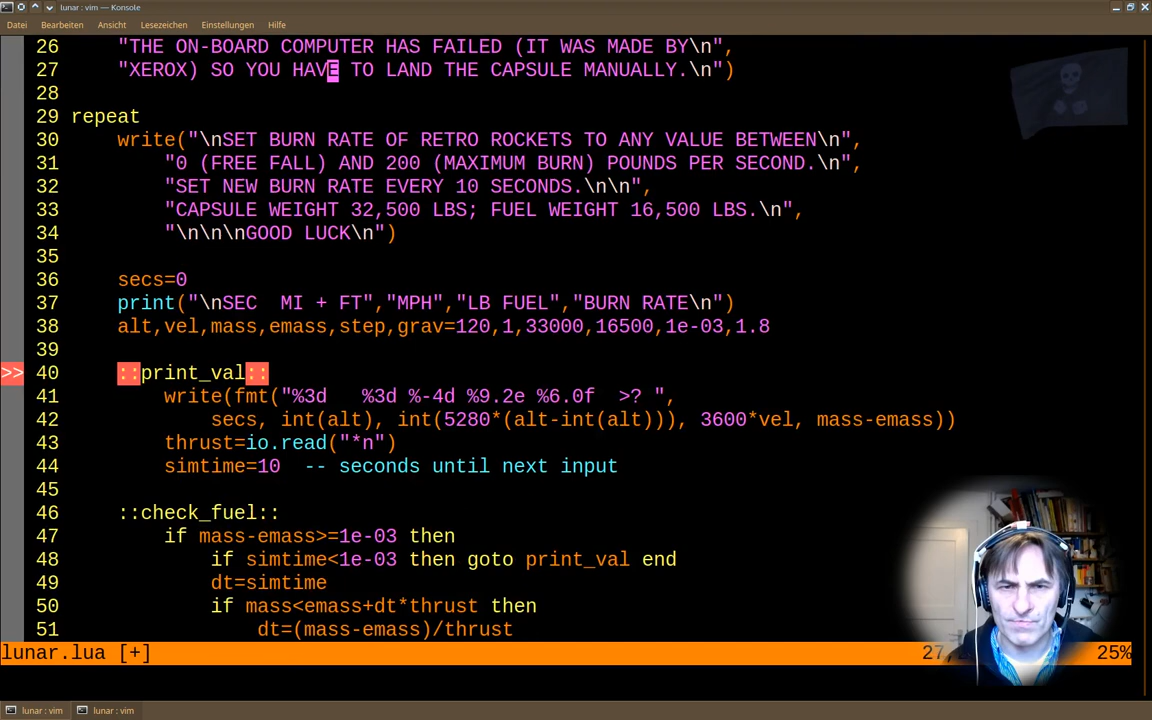 lunar : vim — Konsole
Datei Bearbeiten Ansicht Lesezeichen Einstellungen Hilfe
26 "THE ON-BOARD COMPUTER HAS FAILED (IT WAS MADE BY\n",
27 "XEROX) SO YOU HAVE TO LAND THE CAPSULE MANUALLY.\n")
28
29 repeat
30 write("\nSET BURN RATE OF RETRO ROCKETS TO ANY VALUE BETWEEN\n",
31 "0 (FREE FALL) AND 200 (MAXIMUM BURN) POUNDS PER SECOND.\n",
32 "SET NEW BURN RATE EVERY 10 SECONDS.\n\n",
33 "CAPSULE WEIGHT 32,500 LBS; FUEL WEIGHT 16,500 LBS.\n",
34 "\n\n\nGOOD LUCK\n")
35
36 secs=0
37 print("\nSEC  MI + FT","MPH","LB FUEL","BURN RATE\n")
38 alt,vel,mass,emass,step,grav=120,1,33000,16500,1e-03,1.8
39
>> 40 ::print_val::
41 write(fmt("%3d   %3d %-4d %9.2e %6.0f  >? ",
42 secs, int(alt), int(5280*(alt-int(alt))), 3600*vel, mass-emass))
43 thrust=io.read("*n")
44 simtime=10  -- seconds until next input
45
46 ::check_fuel::
47 if mass-emass>=1e-03 then
48 if simtime<1e-03 then goto print_val end
49 dt=simtime
50 if mass<emass+dt*thrust then
51 dt=(mass-emass)/thrust
lunar.lua [+] 27, 25%
lunar : vim lunar : vim